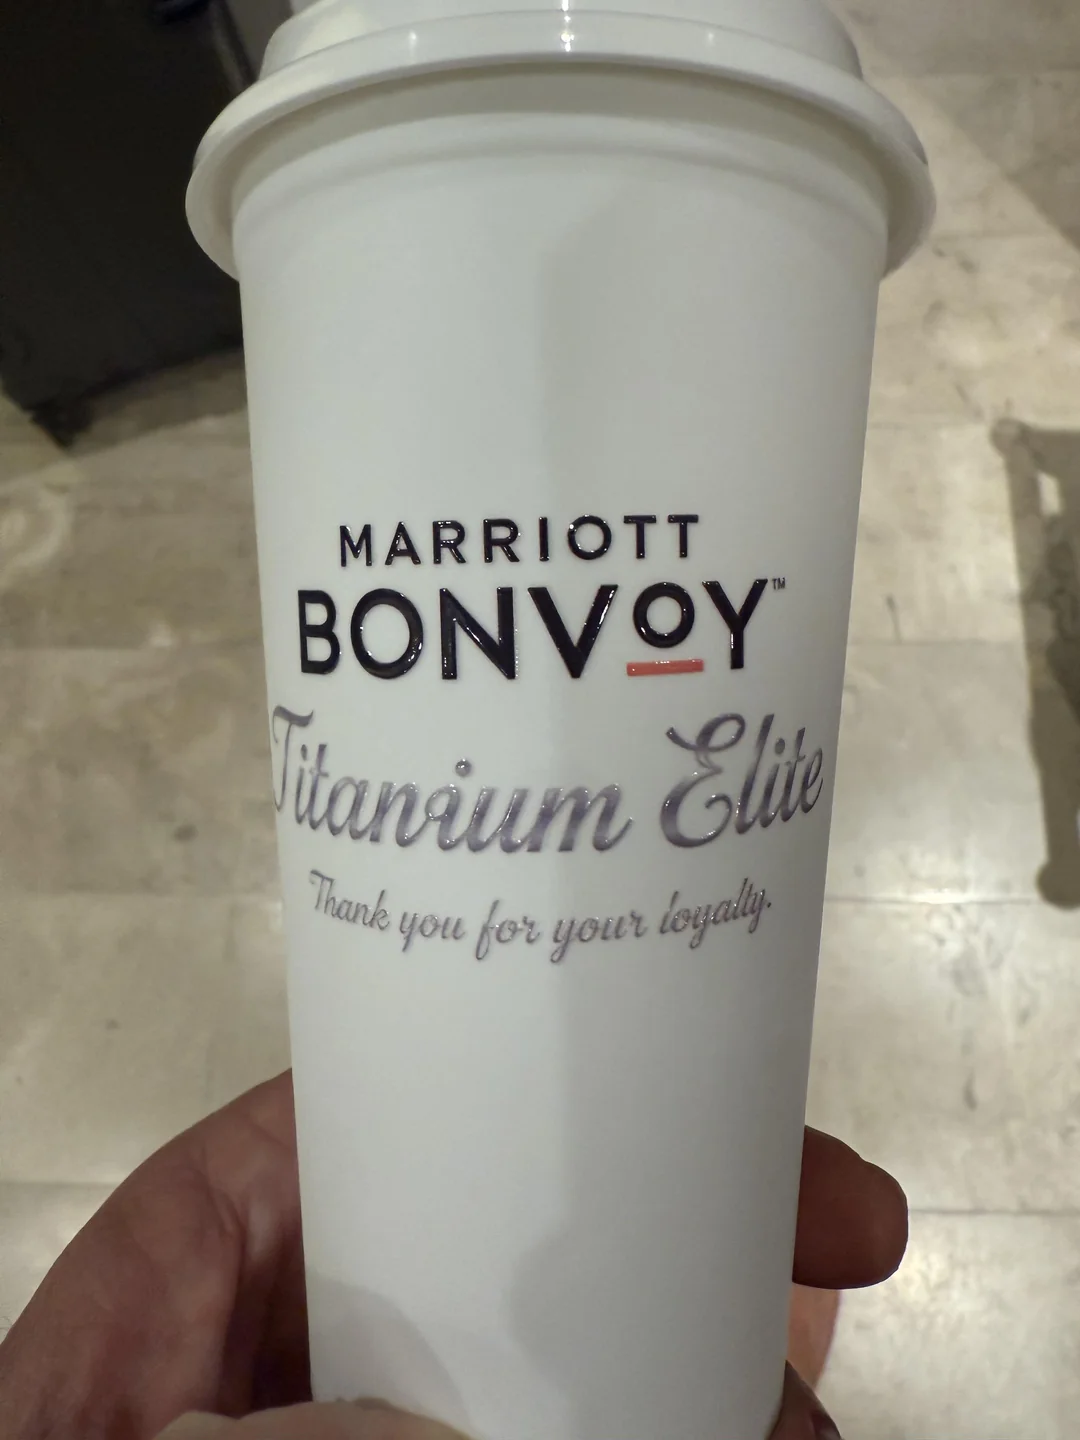 MARRIOTT
BONVOY™
Titanium Elite
Thank you for your loyalty.